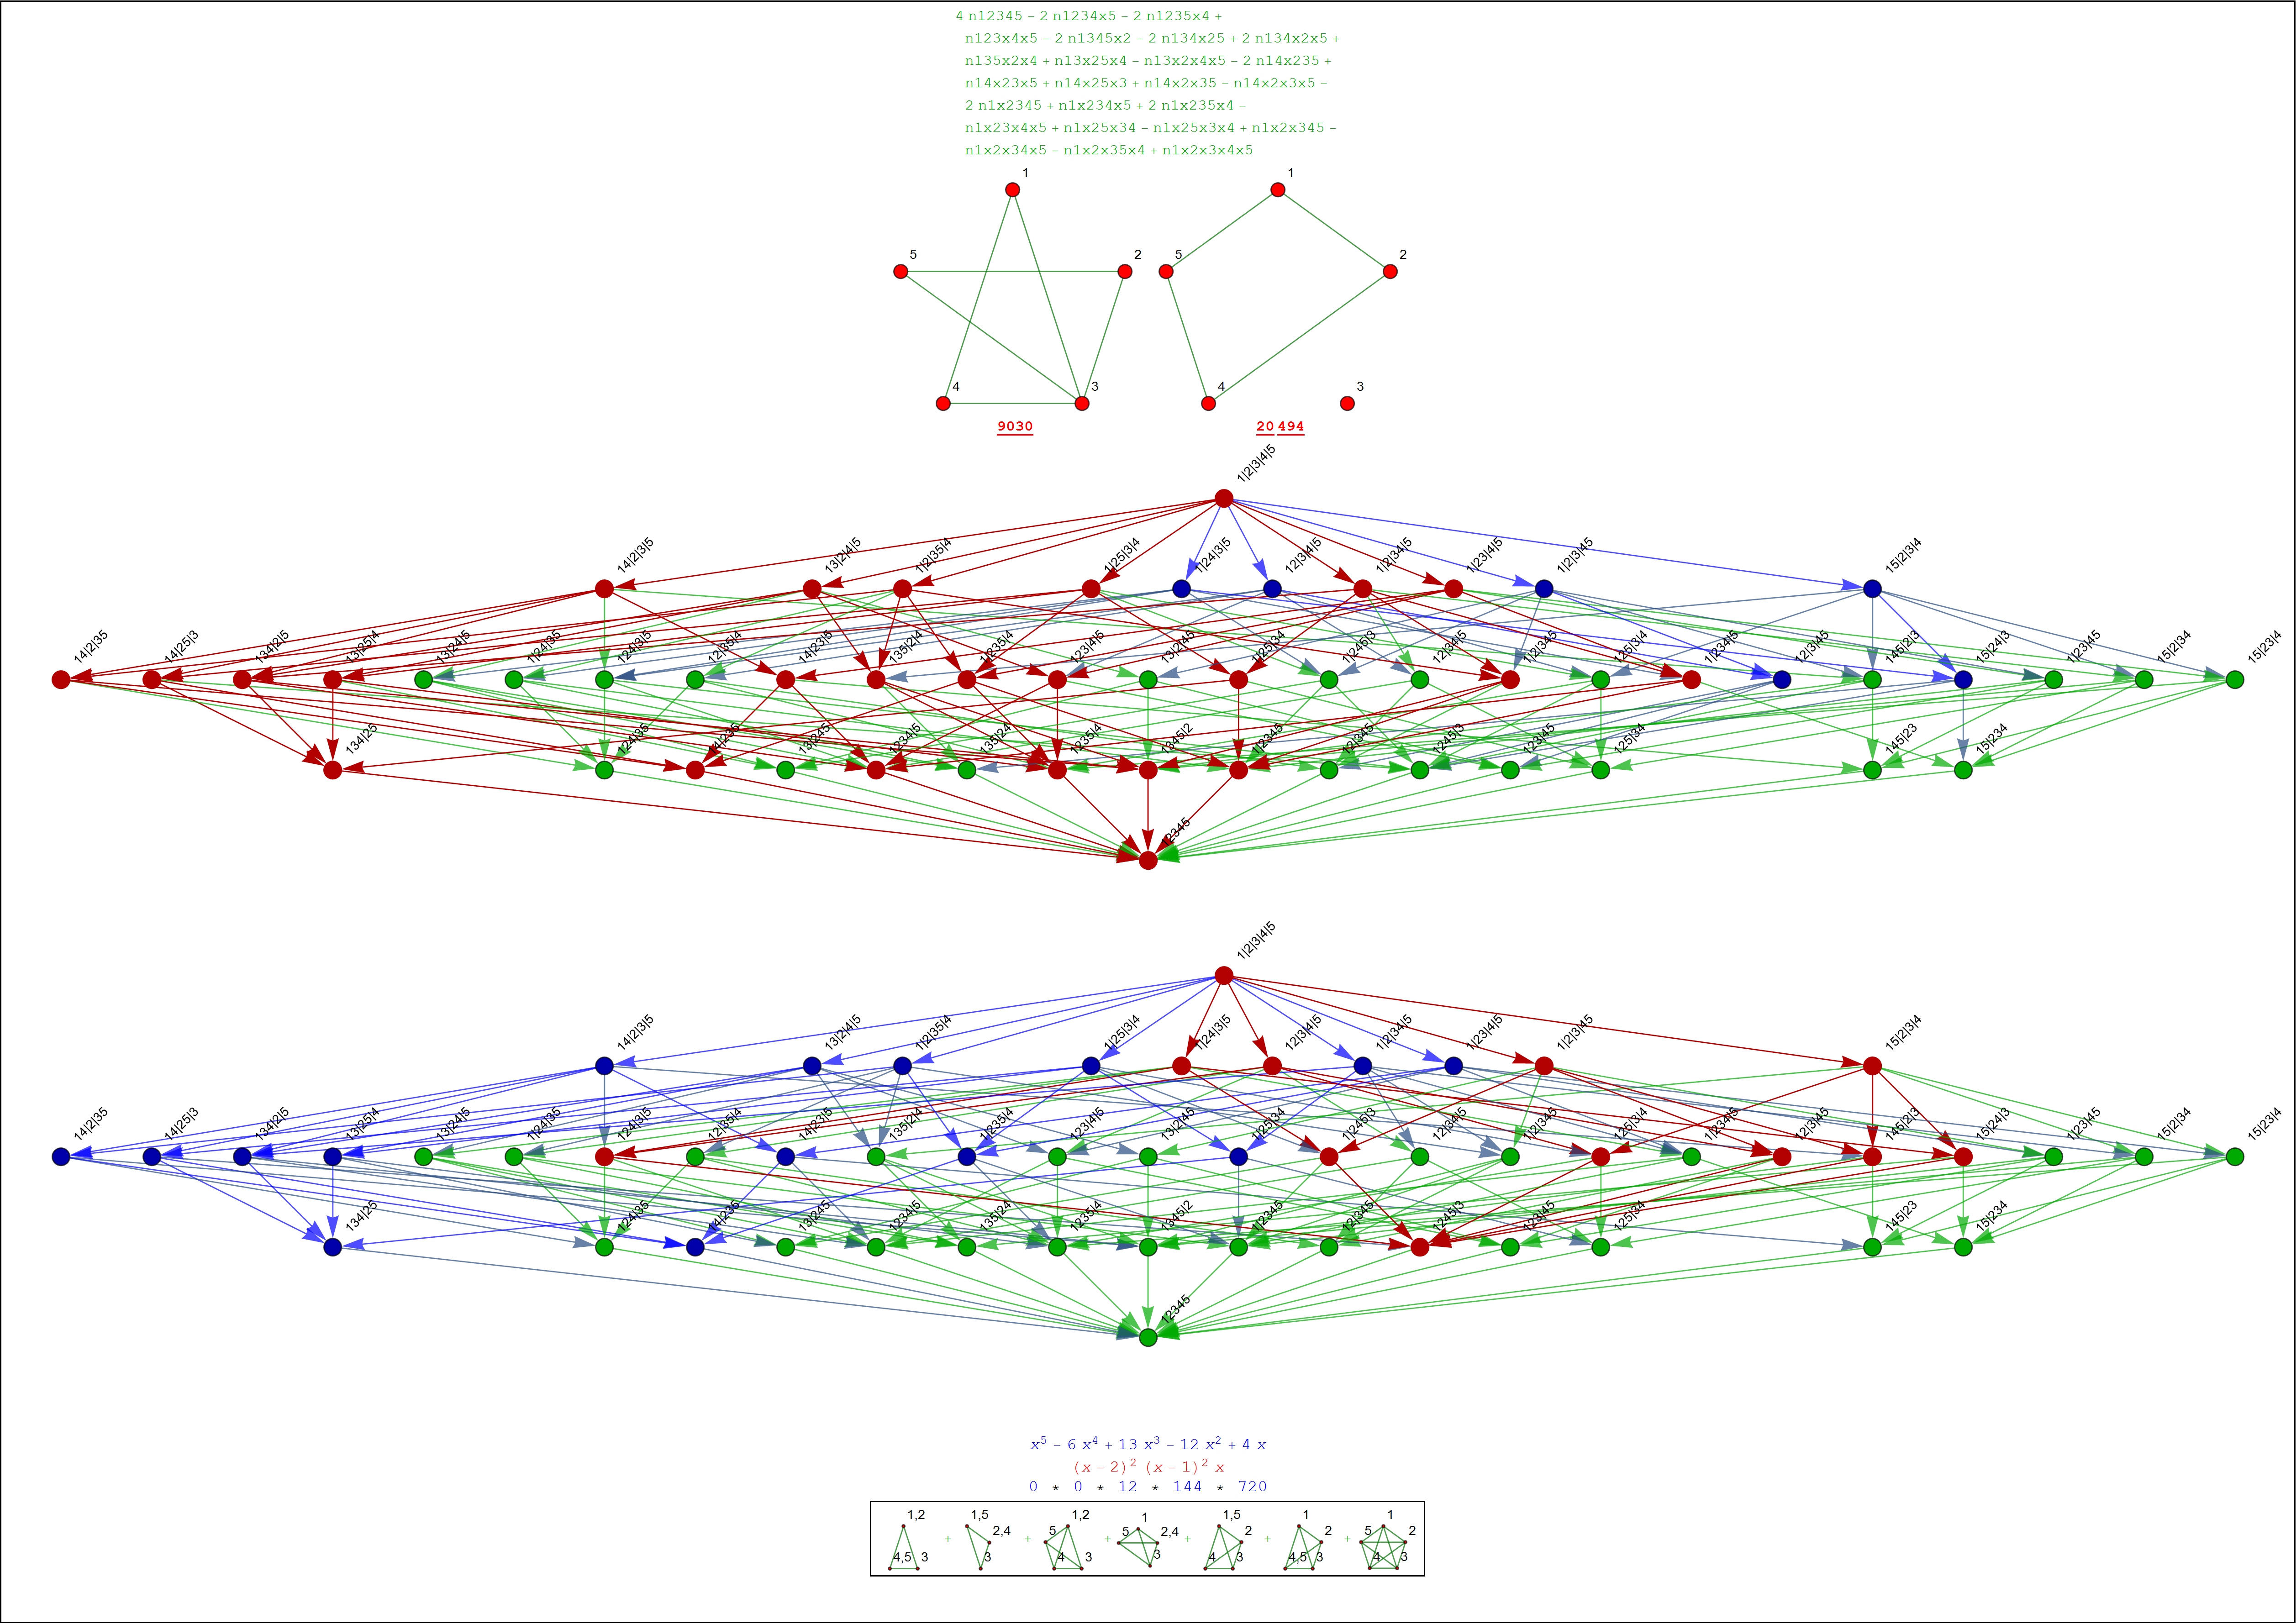 4 n12345 – 2 n1234x5 – 2 n1235x4 +
n123x4x5 – 2 n1345x2 – 2 n134x25 + 2 n134x2x5 +
n135x2x4 + n13x25x4 – n13x2x4x5 – 2 n14x235 +
n14x23x5 + n14x25x3 + n14x2x35 – n14x2x3x5 –
2 n1x2345 + n1x234x5 + 2 n1x235x4 –
n1x23x4x5 + n1x25x34 – n1x25x3x4 + n1x2x345 –
n1x2x34x5 – n1x2x35x4 + n1x2x3x4x5
1 1
5 2 5 2
4 3 4 3
9030 20 494
1|2|3|4|5
14|2|3|5 13|2|4|5 1|2|35|4 1|25|3|4 1|24|3|5 12|3|4|5 1|2|34|5 1|23|4|5 1|2|3|45 15|2|3|4
14|2|35 14|25|3 134|2|5 13|25|4 13|24|5 1|24|35 124|3|5 12|35|4 14|23|5 135|2|4 1|235|4 123|4|5 13|2|45 1|25|34 1|245|3 12|34|5 1|2|345 125|3|4 1|234|5 12|3|45 145|2|3 15|24|3 1|23|45 15|2|34 15|23|4
134|25 124|35 14|235 13|245 1234|5 135|24 1235|4 1345|2 1|2345 12|345 1245|3 123|45 125|34 145|23 15|234
12345
1|2|3|4|5
14|2|3|5 13|2|4|5 1|2|35|4 1|25|3|4 1|24|3|5 12|3|4|5 1|2|34|5 1|23|4|5 1|2|3|45 15|2|3|4
14|2|35 14|25|3 134|2|5 13|25|4 13|24|5 1|24|35 124|3|5 12|35|4 14|23|5 135|2|4 1|235|4 123|4|5 13|2|45 1|25|34 1|245|3 12|34|5 1|2|345 125|3|4 1|234|5 12|3|45 145|2|3 15|24|3 1|23|45 15|2|34 15|23|4
134|25 124|35 14|235 13|245 1234|5 135|24 1235|4 1345|2 1|2345 12|345 1245|3 123|45 125|34 145|23 15|234
12345
x⁵ – 6 x⁴ + 13 x³ – 12 x² + 4 x
(x – 2)² (x – 1)² x
0 * 0 * 12 * 144 * 720
1,2 1,5 1,2 1 1,5 1 1
+ 2,4 + 5 + 5 2,4 + 2 + 2 + 5 2
4,5 3 3 4 3 3 4 3 4,5 3 4 3